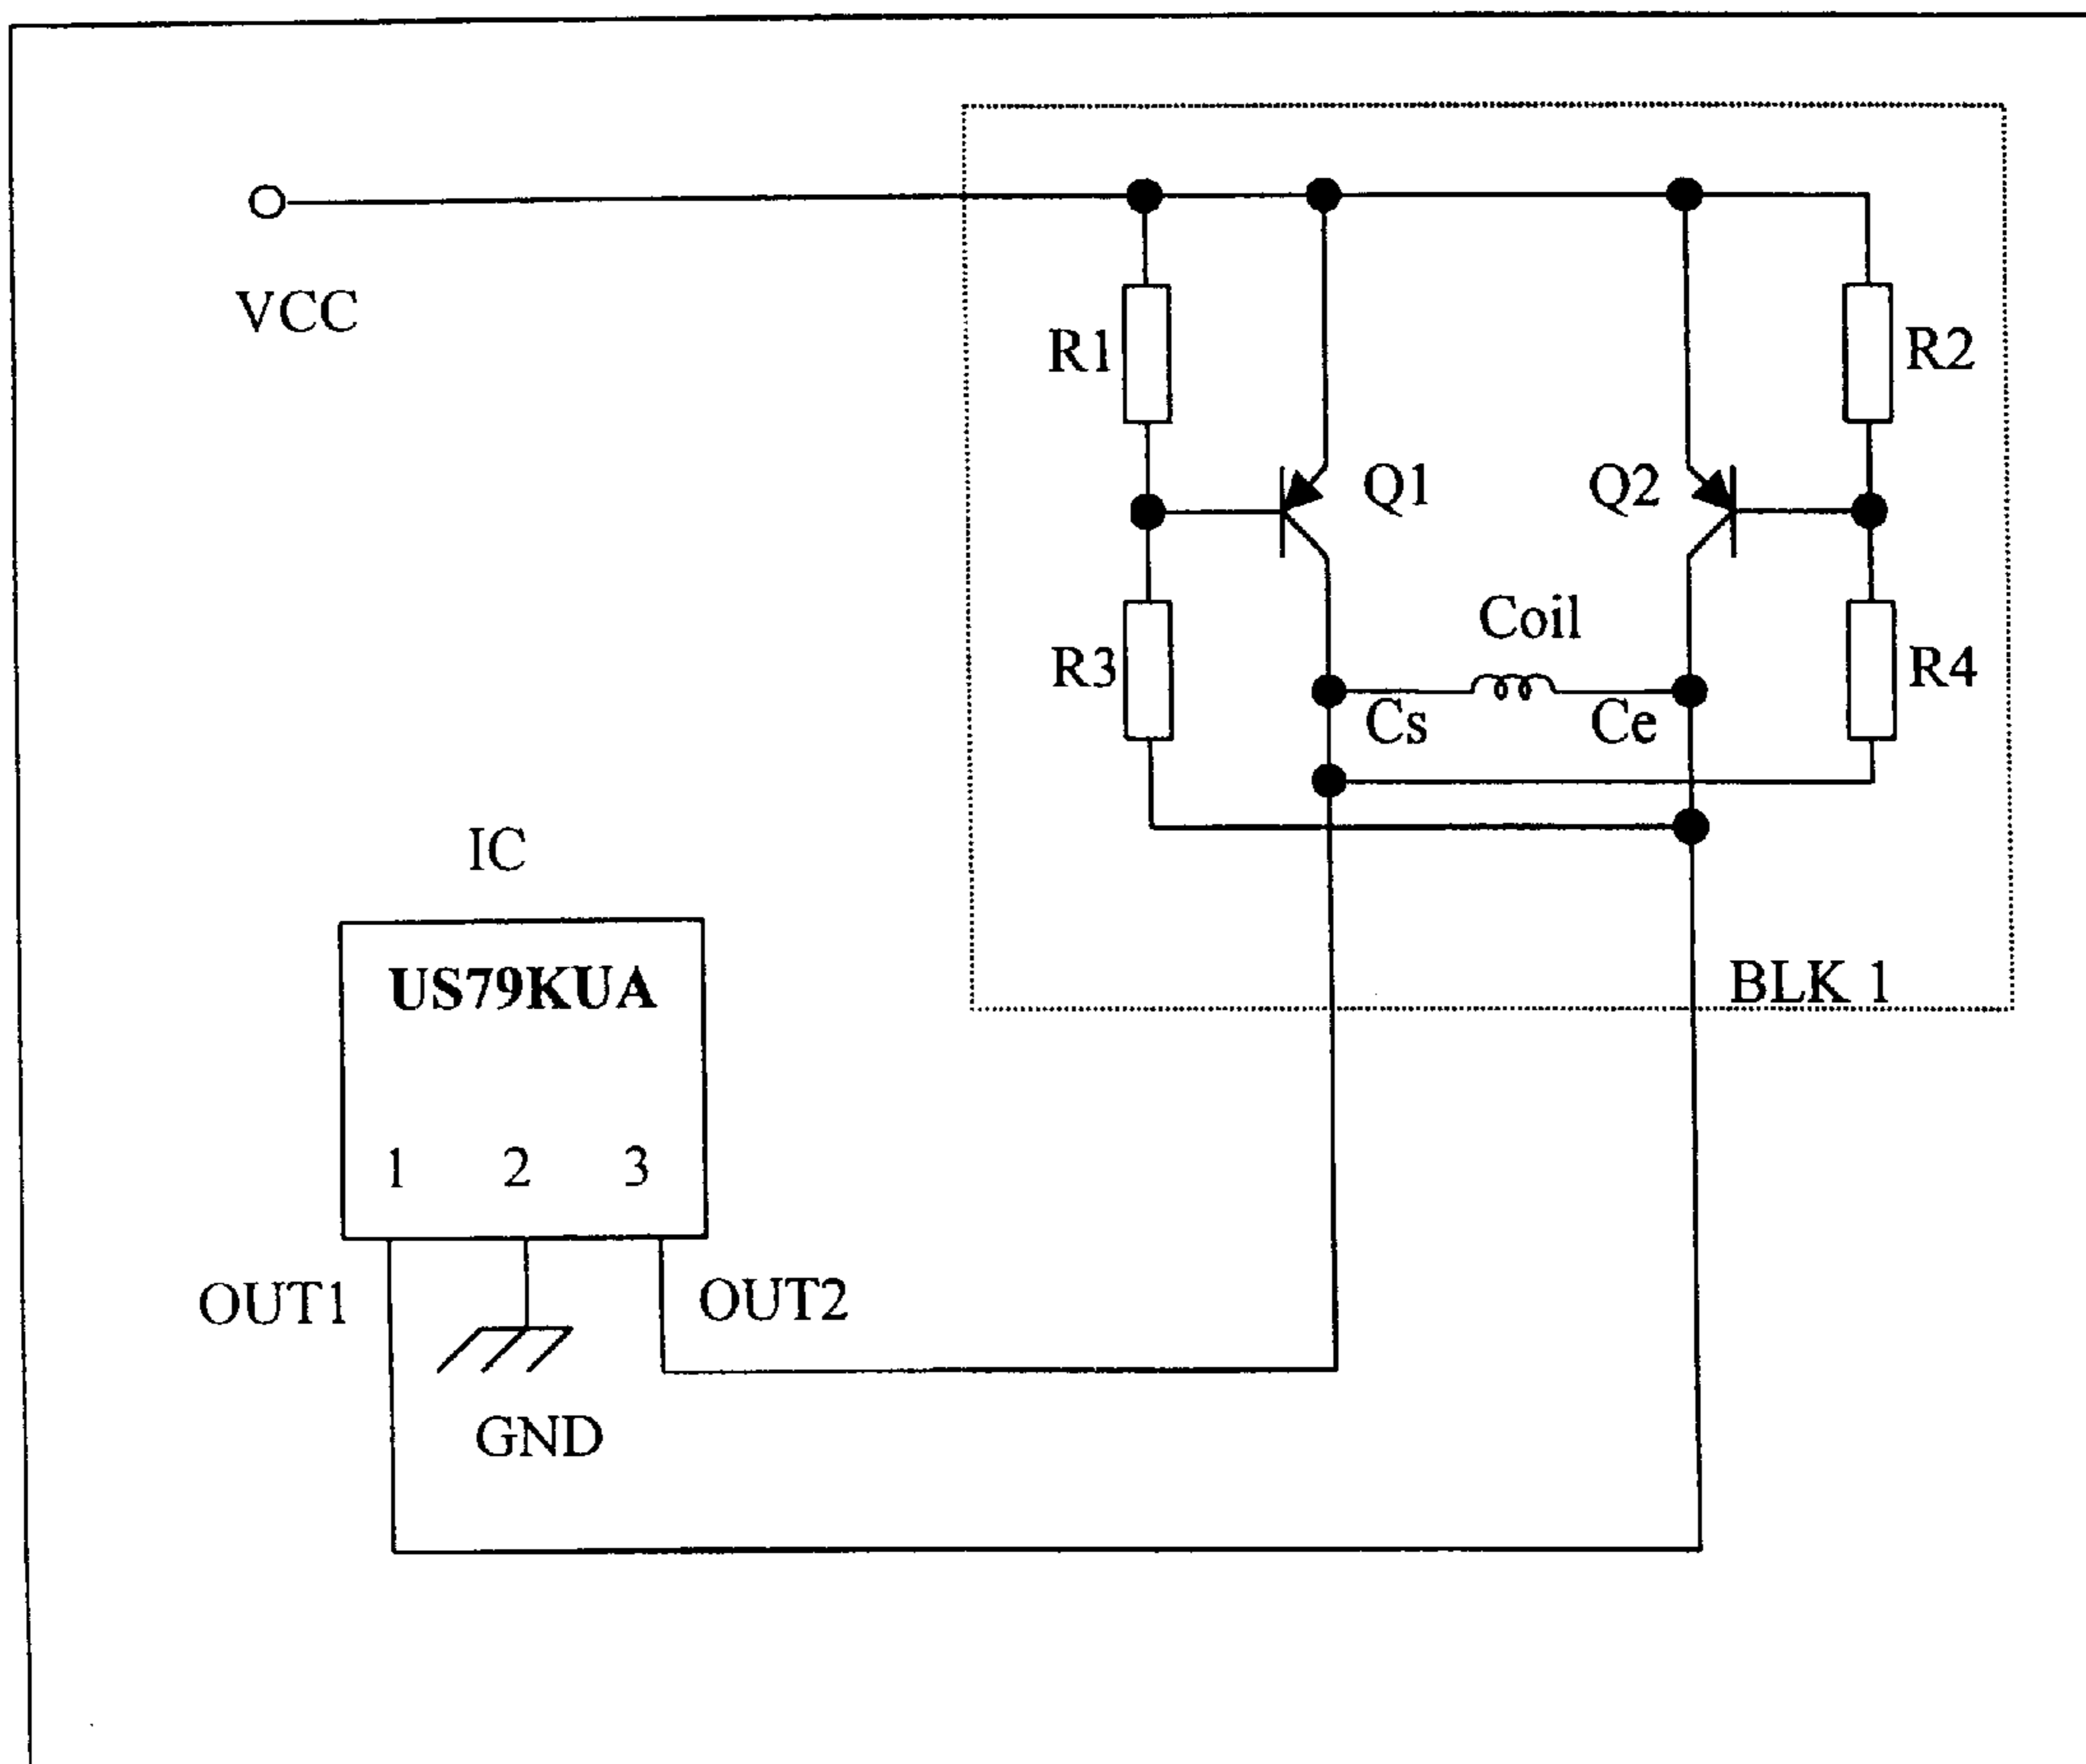 VCC
R1
R2
Q1
Q2
Coil
R3
R4
Cs
Ce
IC
US79KUA
BLK 1
1 2 3
OUT1
OUT2
GND